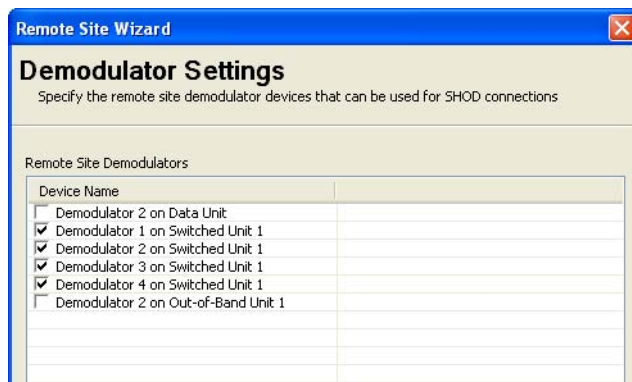 Remote Site Wizard
Demodulator Settings
Specify the remote site demodulator devices that can be used for SHOD connections
Remote Site Demodulators
Device Name
Demodulator 2 on Data Unit
Demodulator 1 on Switched Unit 1
Demodulator 2 on Switched Unit 1
Demodulator 3 on Switched Unit 1
Demodulator 4 on Switched Unit 1
Demodulator 2 on Out-of-Band Unit 1